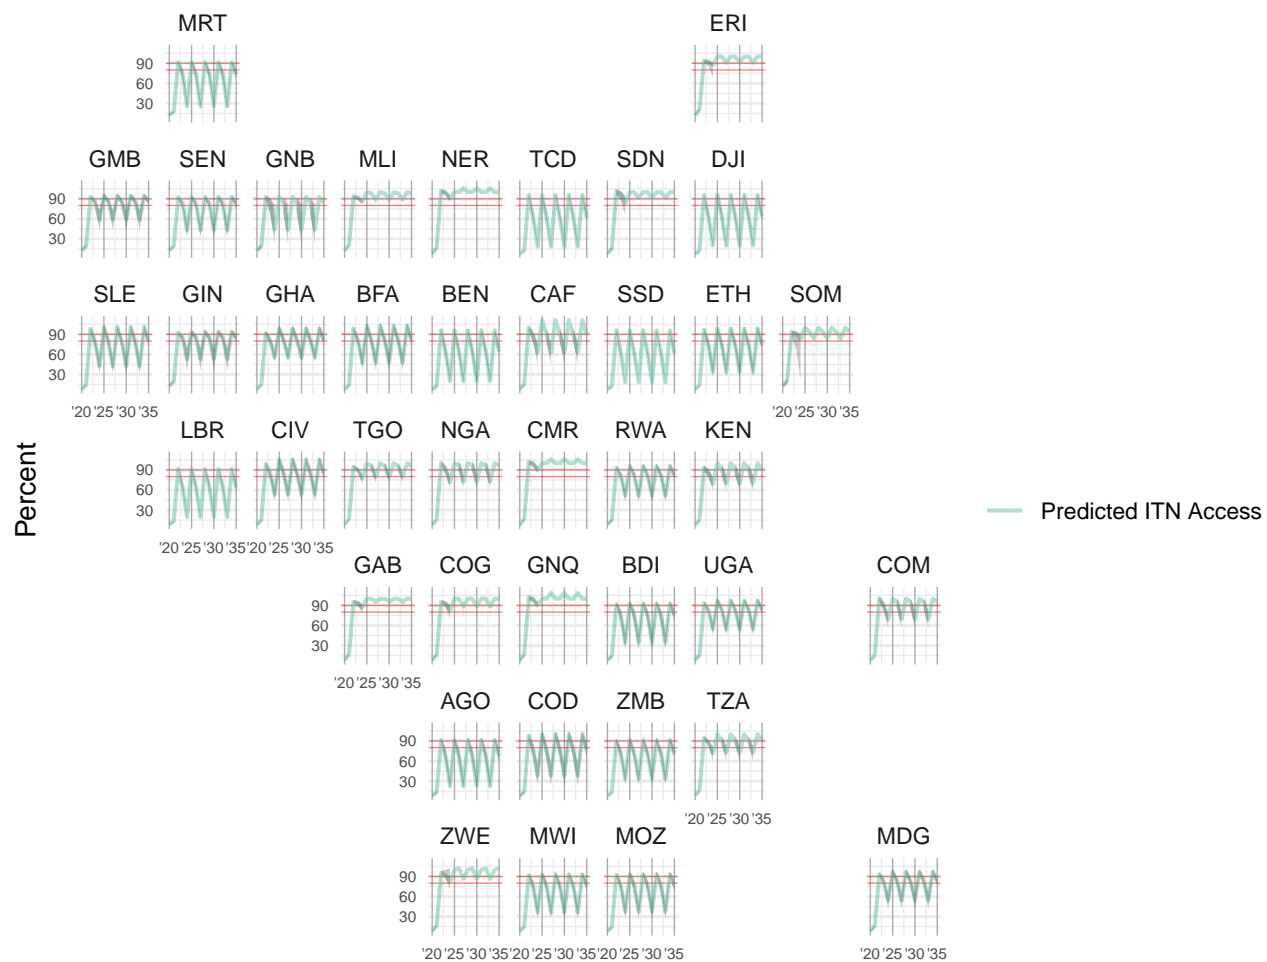 MRT ERI
90
60
30
GMB SEN GNB MLI NER TCD SDN DJI
90
60
30
SLE GIN GHA BFA BEN CAF SSD ETH SOM
90
60
30
'20 '25 '30 '35 '20 '25 '30 '35
LBR CIV TGO NGA CMR RWA KEN
90
60
30
Percent
Predicted ITN Access
'20 '25 '30 '35 '20 '25 '30 '35
GAB COG GNQ BDI UGA COM
90
60
30
'20 '25 '30 '35
AGO COD ZMB TZA
90
60
30
'20 '25 '30 '35
ZWE MWI MOZ MDG
90
60
30
'20 '25 '30 '35 '20 '25 '30 '35 '20 '25 '30 '35 '20 '25 '30 '35